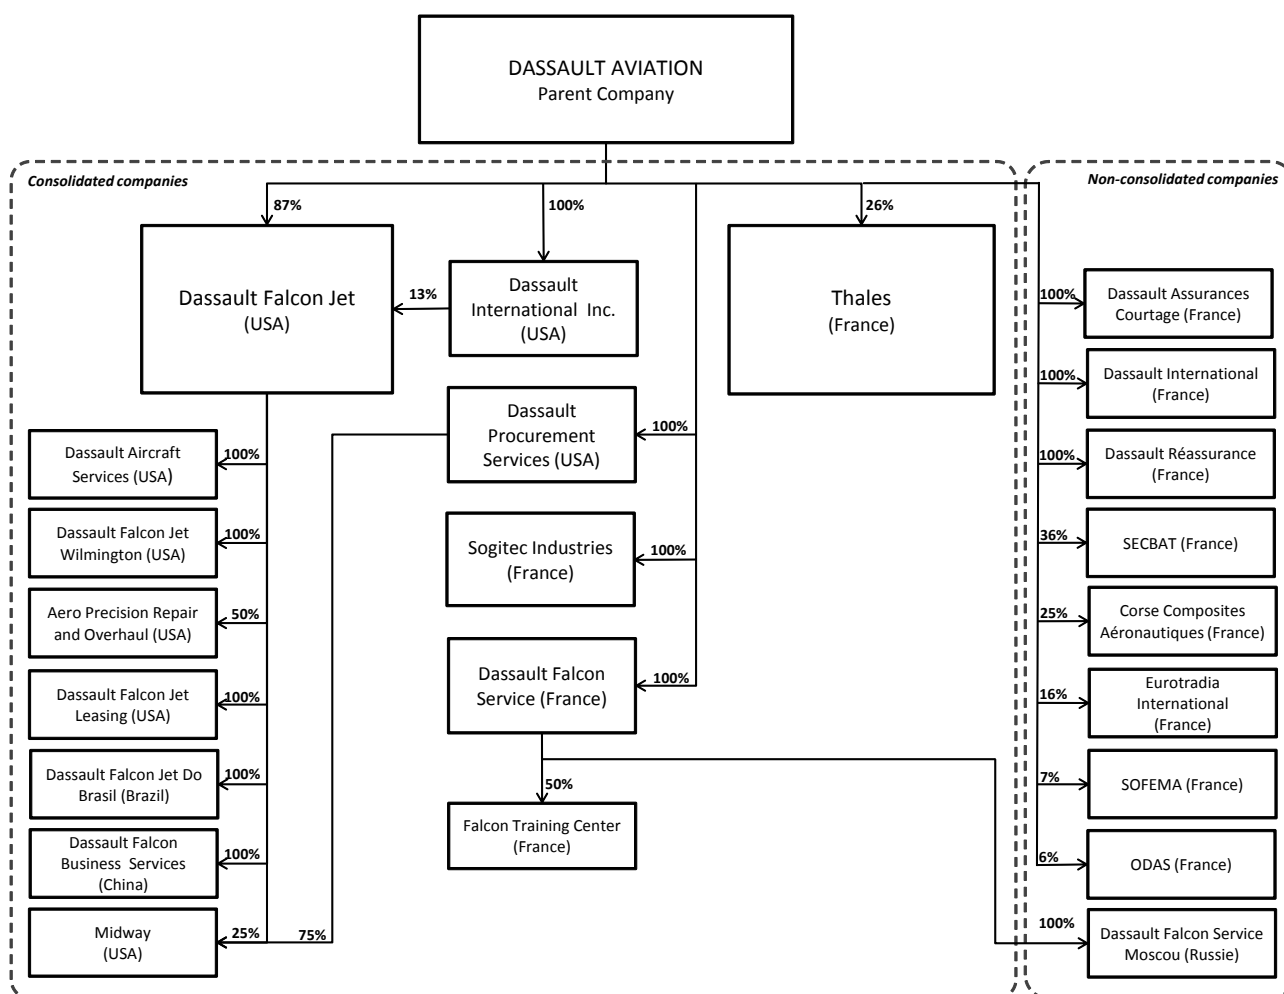 DASSAULT AVIATION
Parent Company
Consolidated companies
Non-consolidated companies
87%
100%
26%
Dassault Falcon Jet
(USA)
13%
Dassault
International Inc.
(USA)
Thales
(France)
100%
Dassault Assurances
Courtage (France)
100%
Dassault International
(France)
Dassault
Procurement
Services (USA)
100%
Dassault Aircraft
Services (USA)
100%
100%
Dassault Réassurance
(France)
Dassault Falcon Jet
Wilmington (USA)
100%
Sogitec Industries
(France)
100%
36%
SECBAT (France)
Aero Precision Repair
and Overhaul (USA)
50%
25%
Corse Composites
Aéronautiques (France)
Dassault Falcon Jet
Leasing (USA)
100%
Dassault Falcon
Service (France)
100%
16%
Eurotradia
International
(France)
Dassault Falcon Jet Do
Brasil (Brazil)
100%
50%
7%
SOFEMA (France)
Falcon Training Center
(France)
Dassault Falcon
Business Services
(China)
100%
6%
ODAS (France)
Midway
(USA)
25%
75%
100%
Dassault Falcon Service
Moscou (Russie)